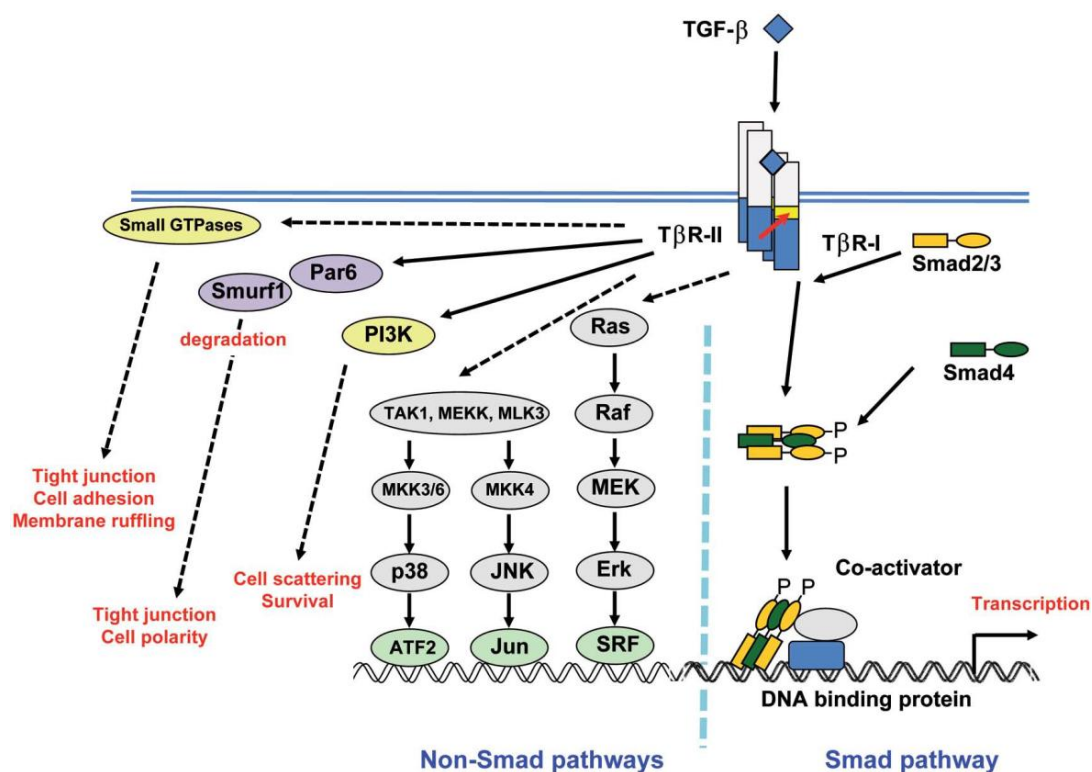 TGF-β
Small GTPases
TβR-II
TβR-I
Par6
Smurf1
degradation
PI3K
Ras
Smad2/3
Smad4
TAK1, MEKK, MLK3
Raf
P
P
MKK3/6
MKK4
MEK
Tight junction
Cell adhesion
Membrane ruffling
p38
JNK
Erk
Cell scattering
Survival
P
P
Co-activator
Transcription
Tight junction
Cell polarity
ATF2
Jun
SRF
DNA binding protein
Non-Smad pathways
Smad pathway